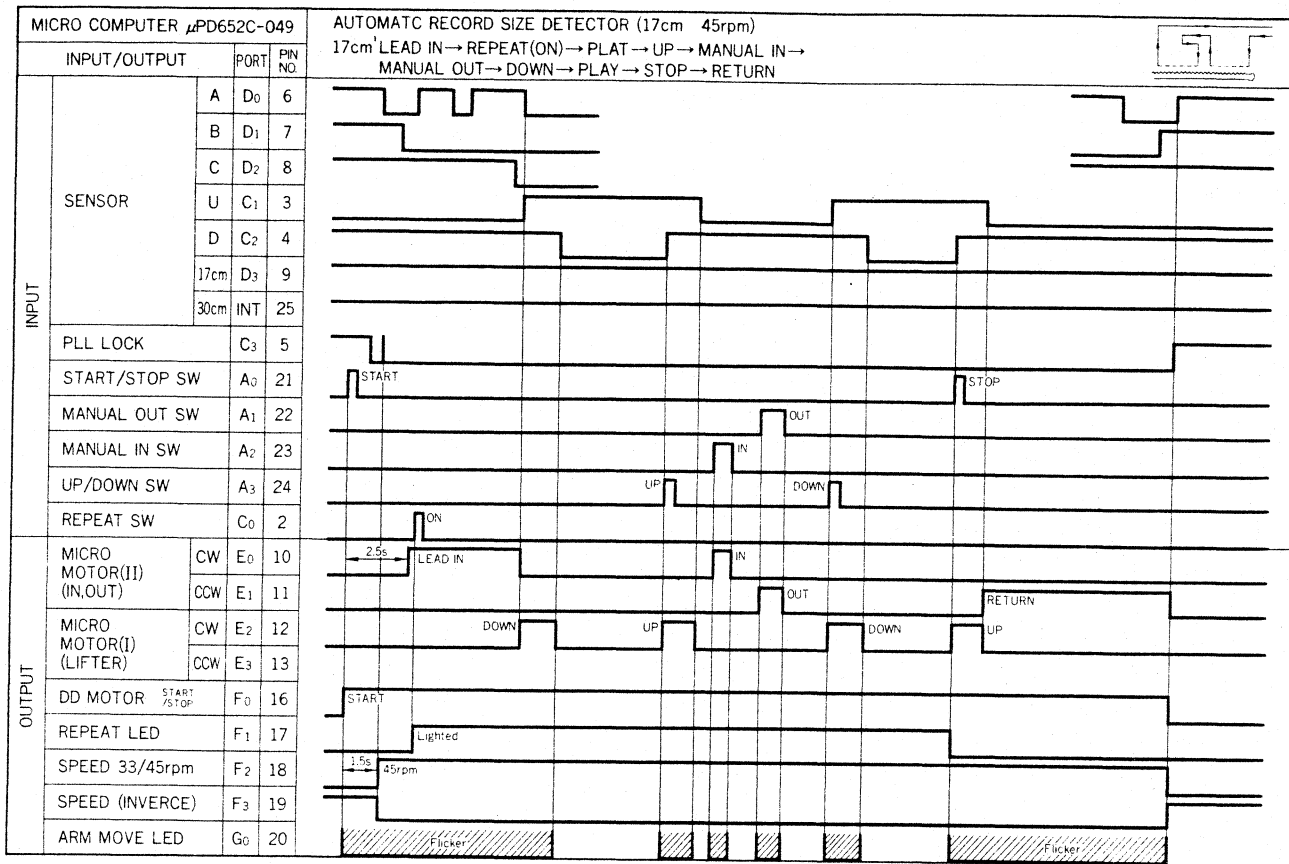 MICRO COMPUTER μPD652C-049
AUTOMATC RECORD SIZE DETECTOR (17cm 45rpm)
17cm'LEAD IN→REPEAT(ON)→PLAT→UP→MANUAL IN→
MANUAL OUT→DOWN→PLAY→STOP→RETURN
INPUT/OUTPUT PORT PIN NO.
INPUT
SENSOR
A D0 6
B D1 7
C D2 8
U C1 3
D C2 4
17cm D3 9
30cm INT 25
PLL LOCK C3 5
START/STOP SW A0 21 START STOP
MANUAL OUT SW A1 22 OUT
MANUAL IN SW A2 23 IN
UP/DOWN SW A3 24 UP DOWN
REPEAT SW C0 2 ON
OUTPUT
MICRO MOTOR(II) (IN,OUT)
CW E0 10 2.5s LEAD IN IN
CCW E1 11 OUT RETURN
MICRO MOTOR(I) (LIFTER)
CW E2 12 DOWN UP DOWN UP
CCW E3 13
DD MOTOR START/STOP F0 16 START
REPEAT LED F1 17 Lighted
SPEED 33/45rpm F2 18 1.5s 45rpm
SPEED (INVERCE) F3 19
ARM MOVE LED G0 20 Flicker Flicker